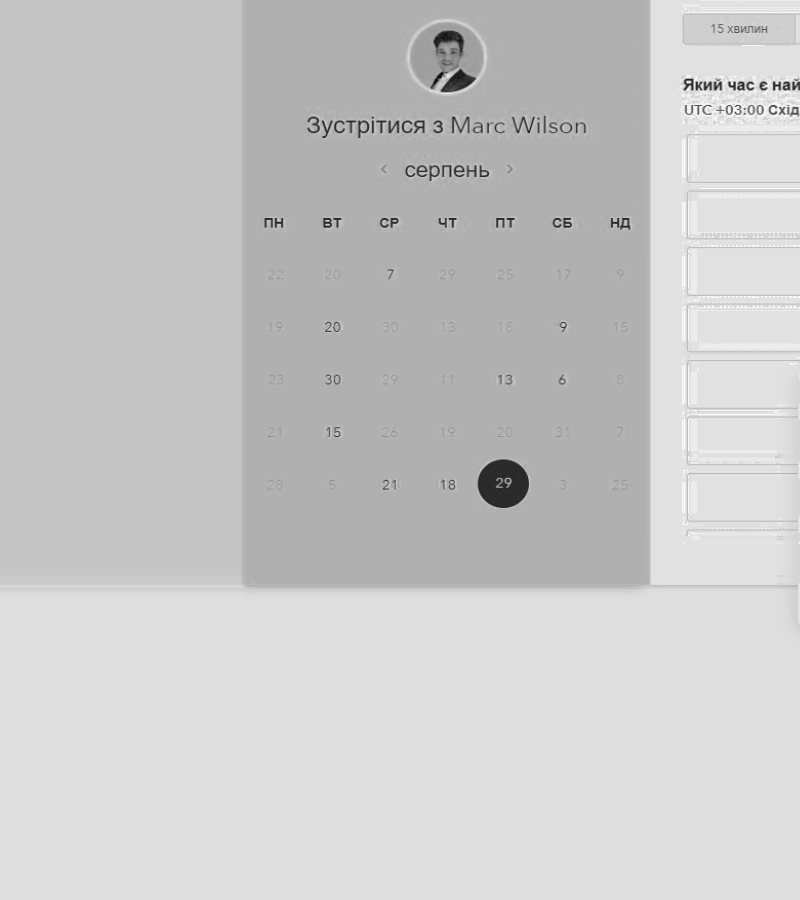 15 хвилин
Який час є най
UTC +03:00 Схід
Зустрітися з Marc Wilson
< серпень >
ПН ВТ СР ЧТ ПТ СБ НД
22 20 7 29 25 17 9
19 20 30 13 18 9 15
23 30 29 11 13 6 8
21 15 26 19 20 31 7
28 5 21 18 29 3 25